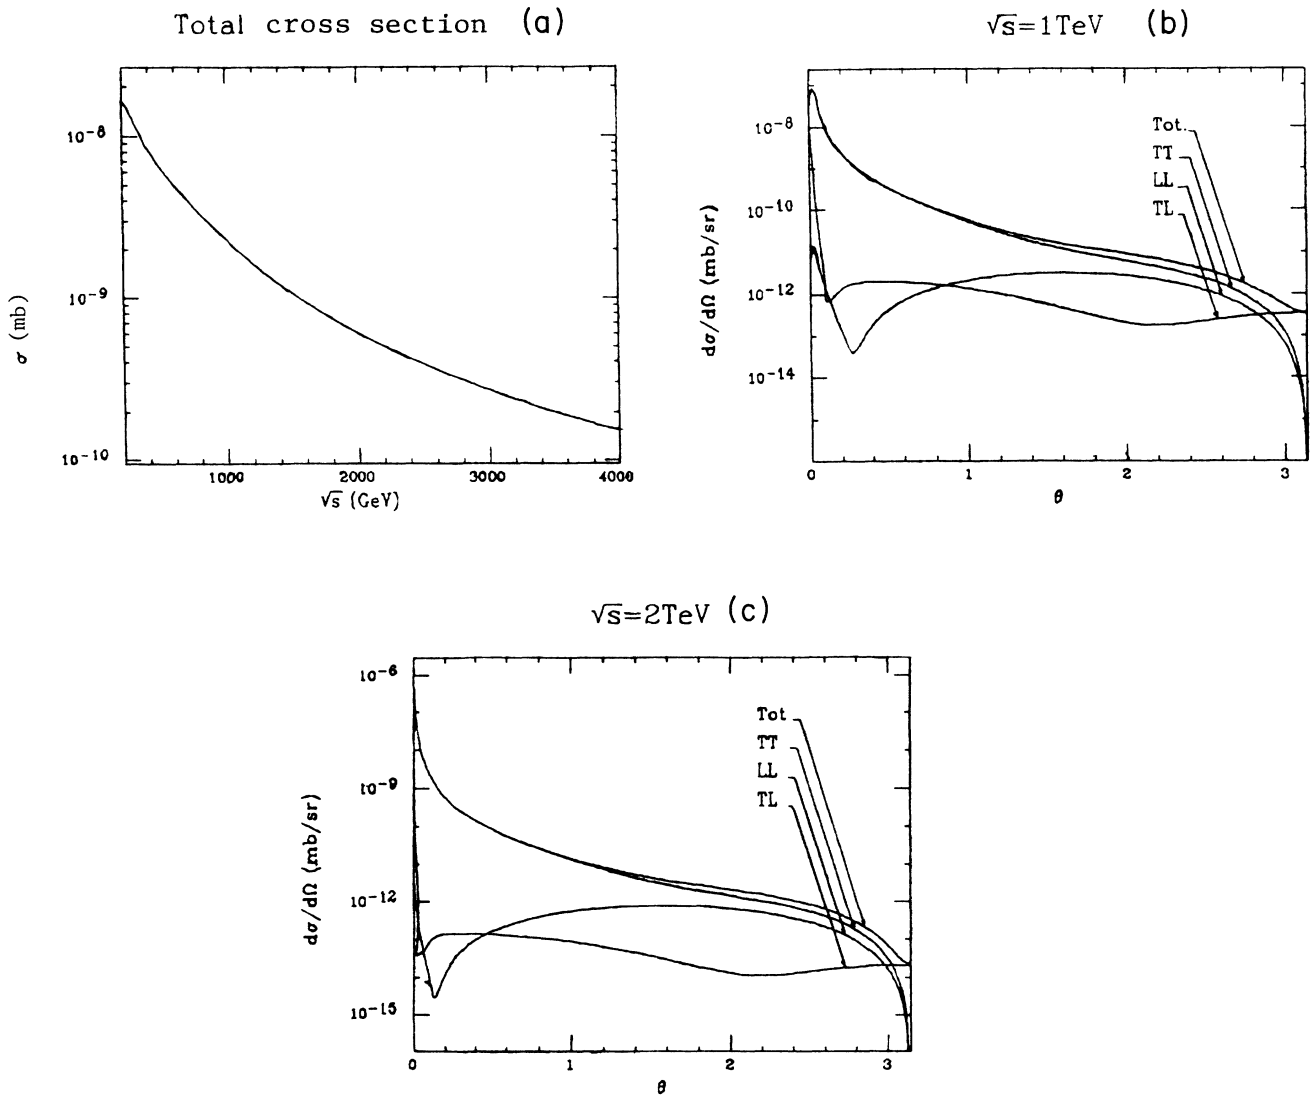 Total cross section (a)
10-8
10-9
10-10
σ (mb)
1000 2000 3000 4000
√s (GeV)
√s=1TeV (b)
10-8
10-10
10-12
10-14
dσ/dΩ (mb/sr)
Tot.
TT
LL
TL
0 1 2 3
θ
√s=2TeV (c)
10-6
10-9
10-12
10-15
dσ/dΩ (mb/sr)
Tot
TT
LL
TL
0 1 2 3
θ